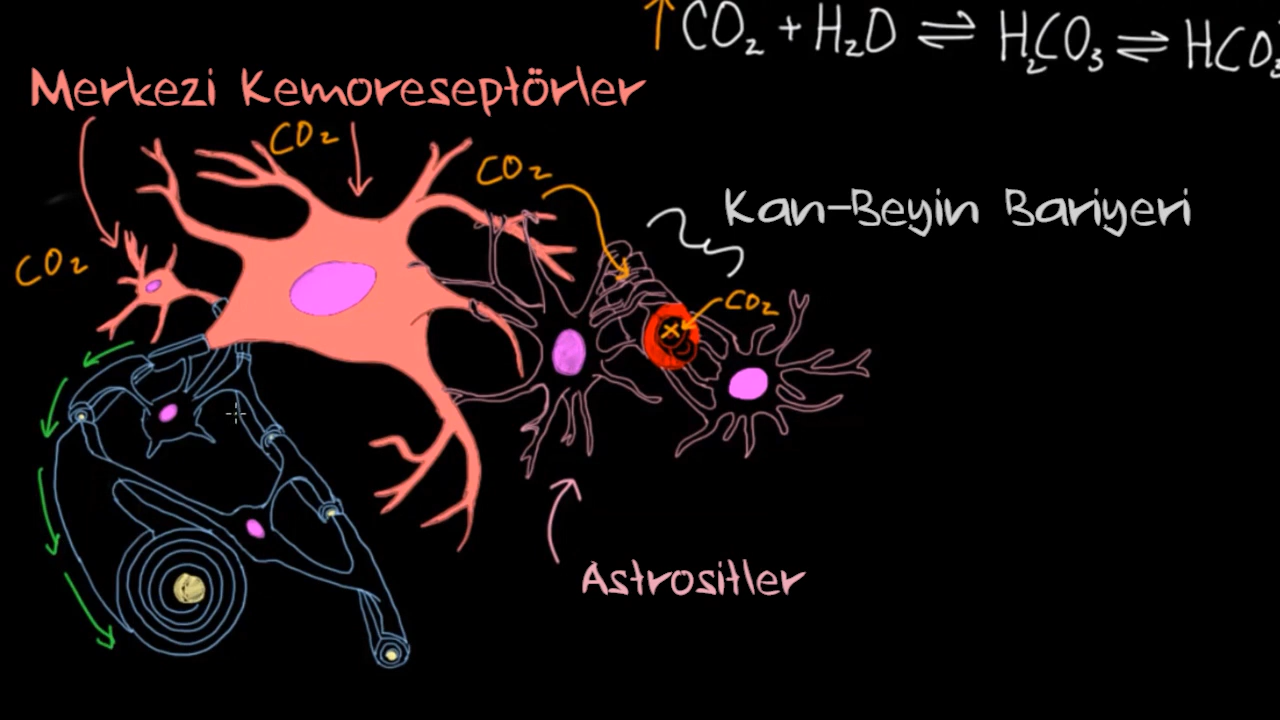 ↑CO₂ + H₂O ⇌ H₂CO₃ ⇌ HCO₃
Merkezi Kemoreseptörler
CO₂
CO₂
Kan-Beyin Bariyeri
CO₂
CO₂
Astrositler